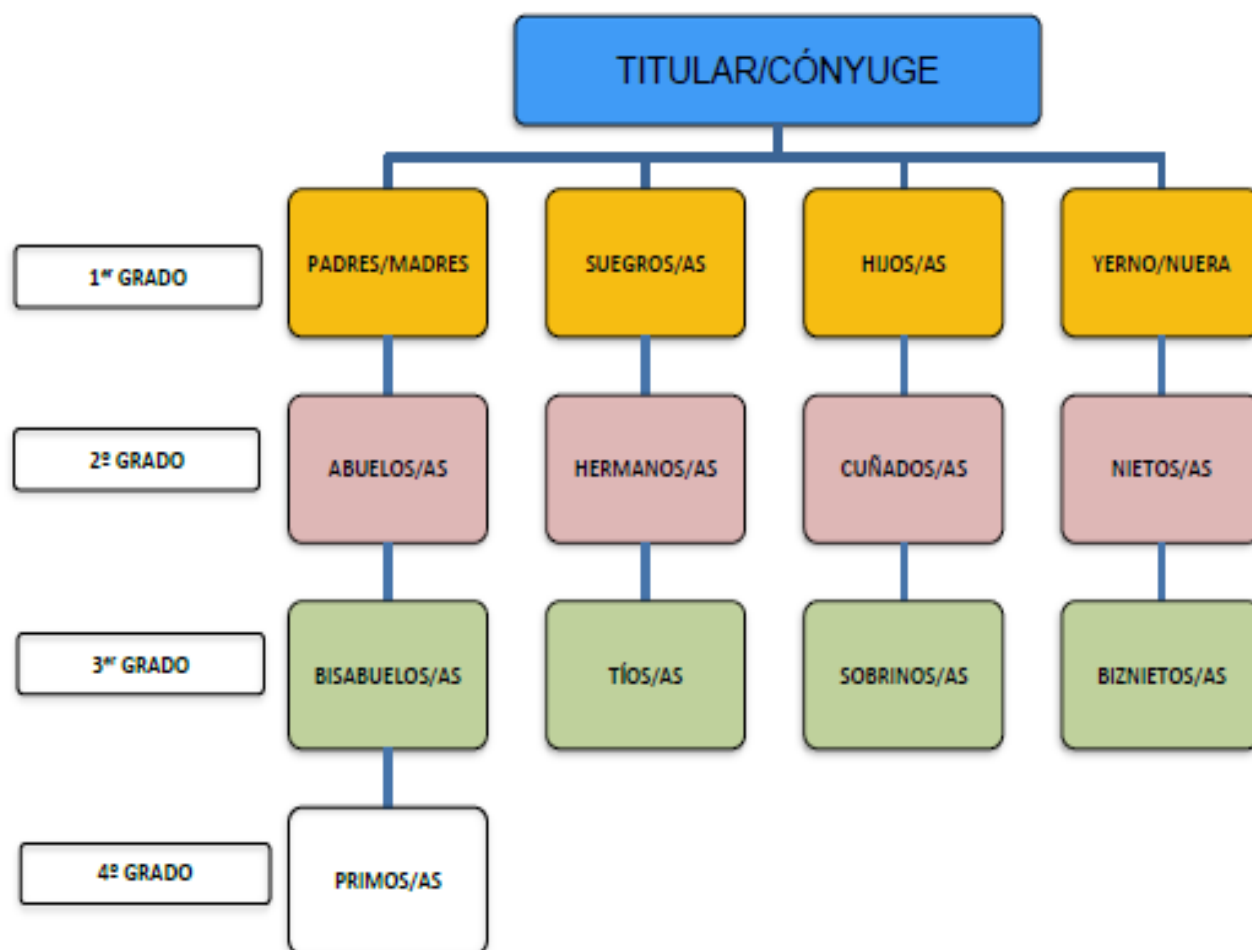 TITULAR/CÓNYUGE
1er GRADO
PADRES/MADRES
SUEGROS/AS
HIJOS/AS
YERNO/NUERA
2º GRADO
ABUELOS/AS
HERMANOS/AS
CUÑADOS/AS
NIETOS/AS
3er GRADO
BISABUELOS/AS
TÍOS/AS
SOBRINOS/AS
BIZNIETOS/AS
4º GRADO
PRIMOS/AS